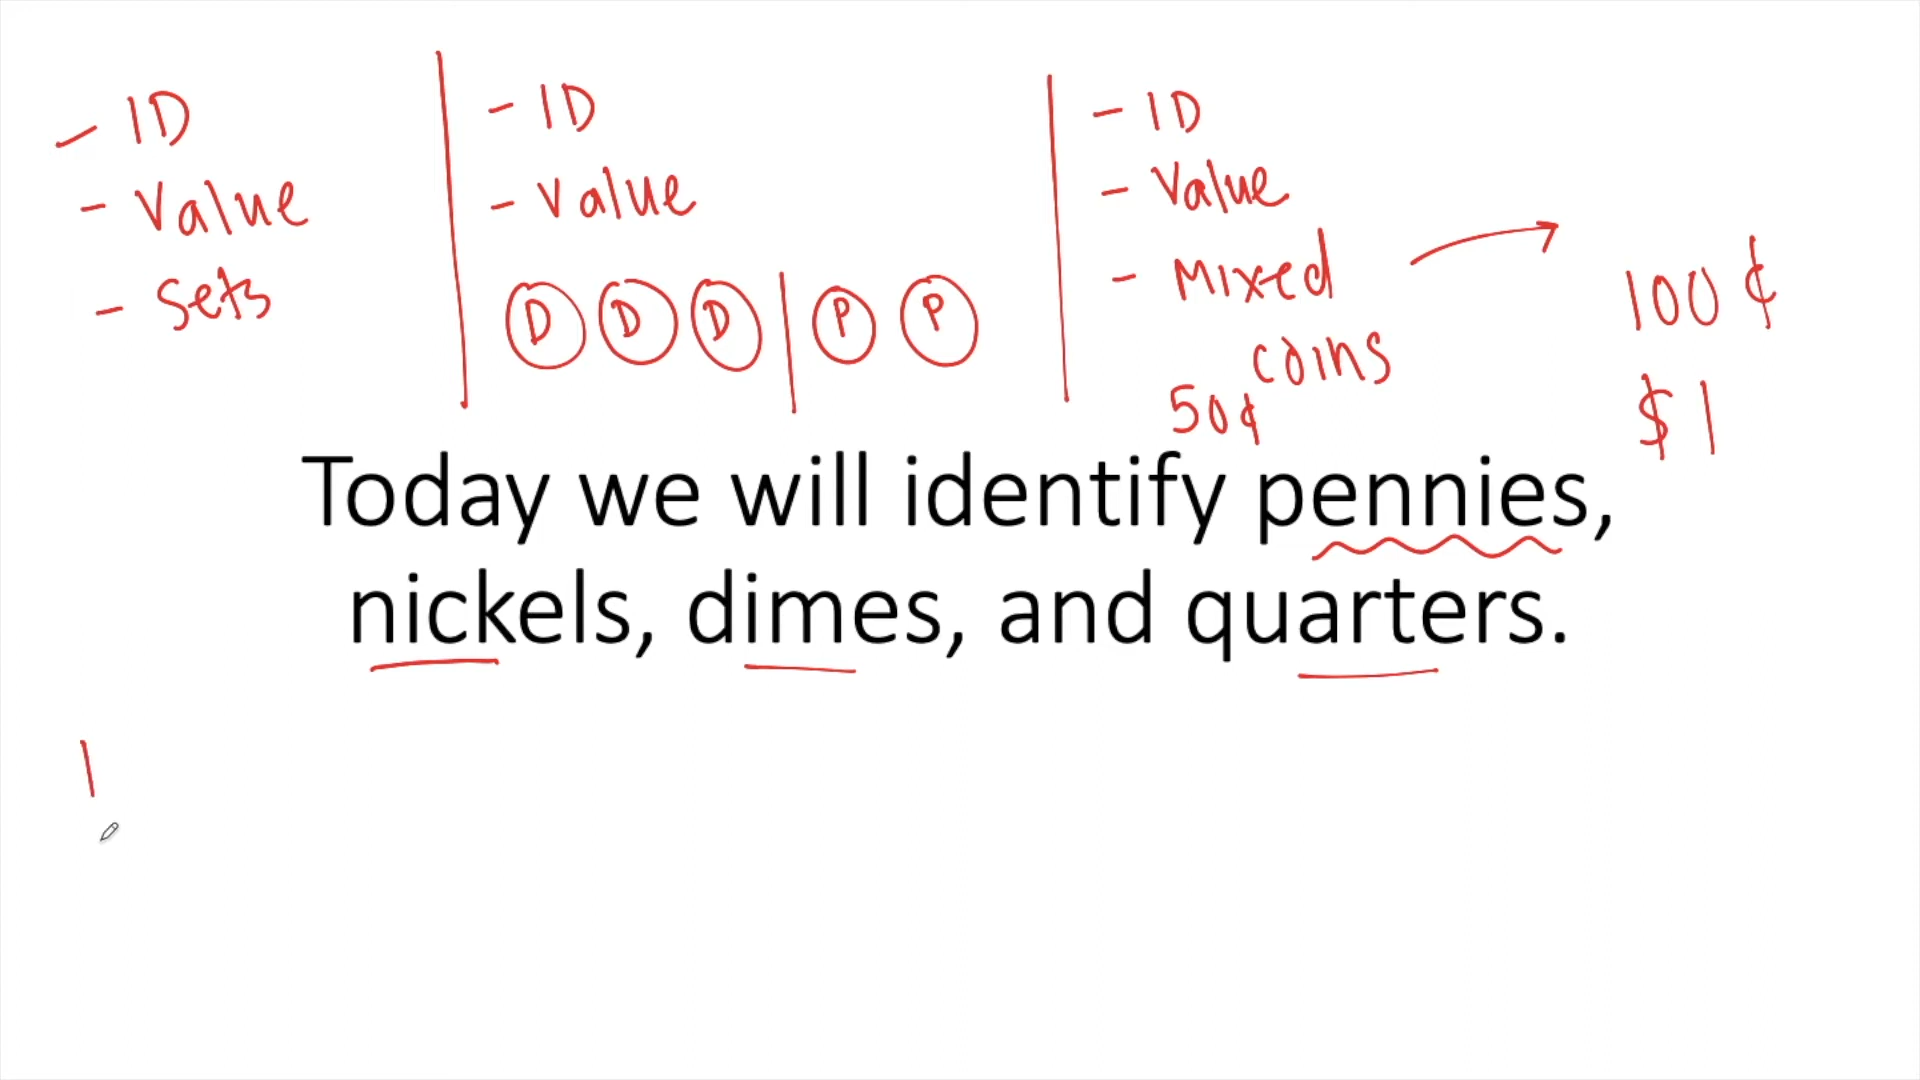 - ID
- Value
- Sets
- ID
- Value
D D D | P P
- ID
- Value
- Mixed
coins
50¢
100¢
$1
Today we will identify pennies,
nickels, dimes, and quarters.
1